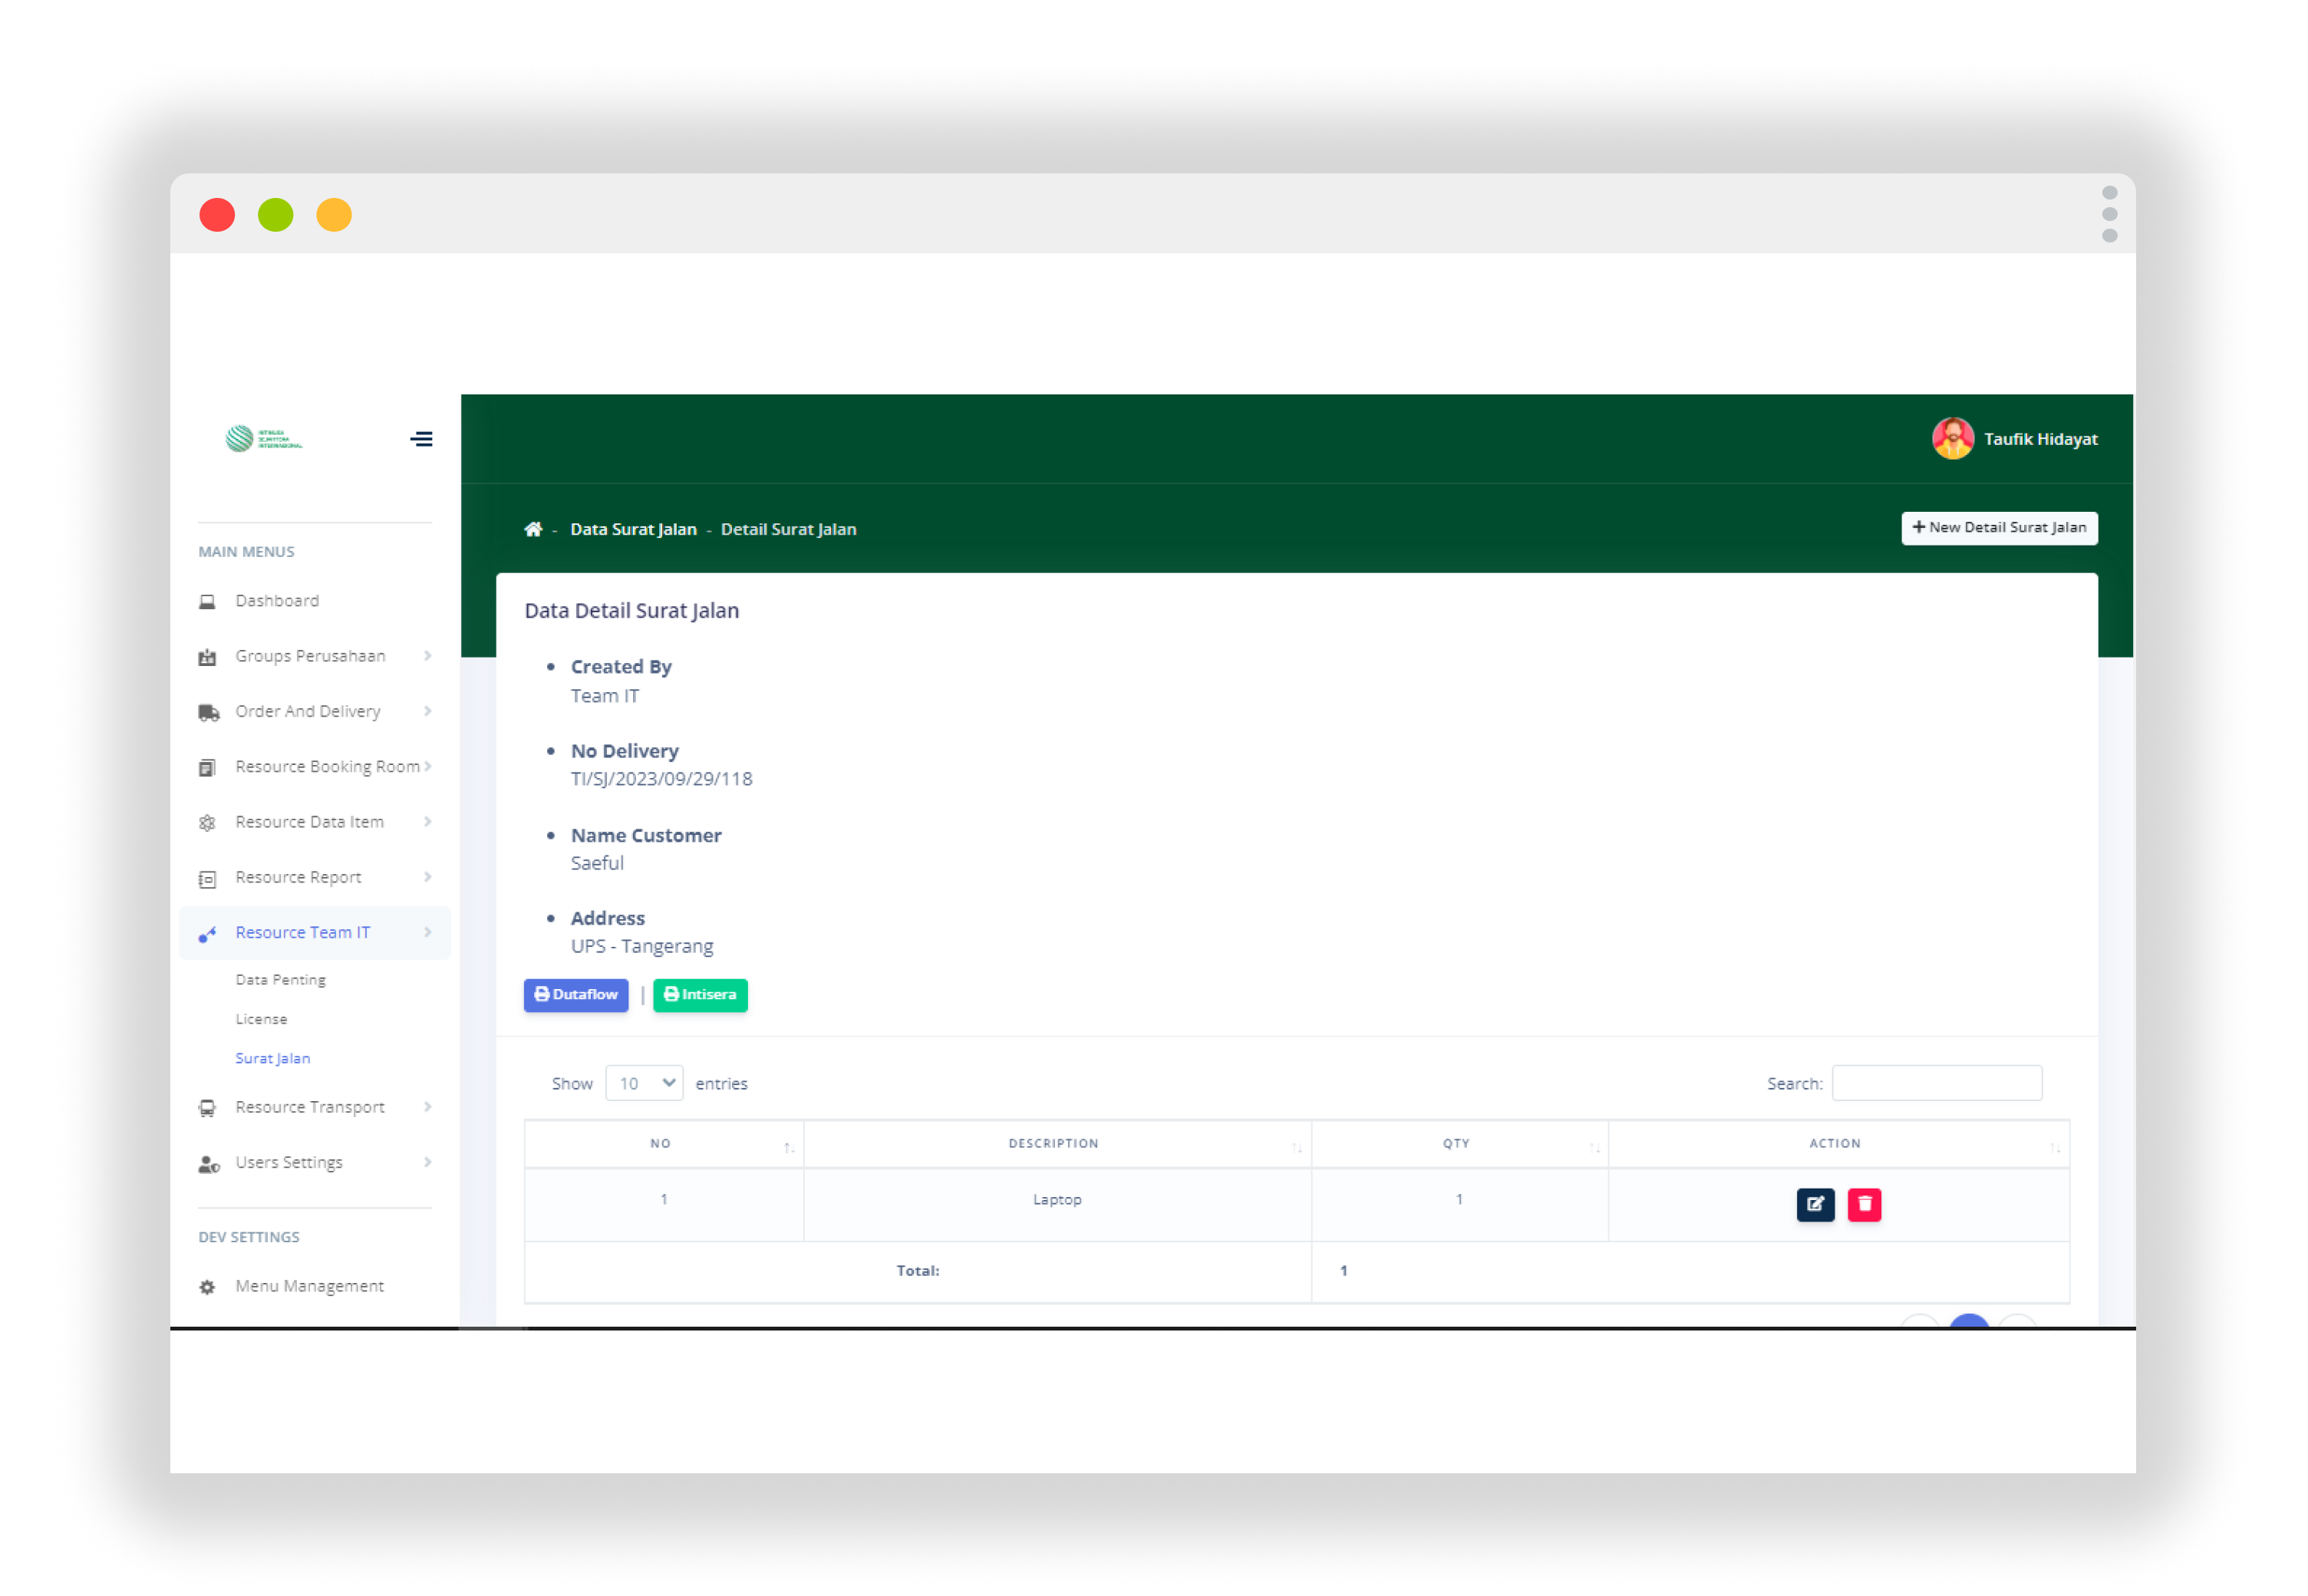 INTERNASIONAL
Taufik Hidayat
- Data Surat Jalan - Detail Surat Jalan
+ New Detail Surat Jalan
MAIN MENUS
Dashboard
Groups Perusahaan
Order And Delivery
Resource Booking Room
Resource Data Item
Resource Report
Resource Team IT
Data Penting
License
Surat Jalan
Resource Transport
Users Settings
DEV SETTINGS
Menu Management
Data Detail Surat Jalan
• Created By
Team IT
• No Delivery
TI/SJ/2023/09/29/118
• Name Customer
Saeful
• Address
UPS - Tangerang
Dutaflow | Intisera
Show 10 entries
Search:
NO DESCRIPTION QTY ACTION
1 Laptop 1
Total: 1